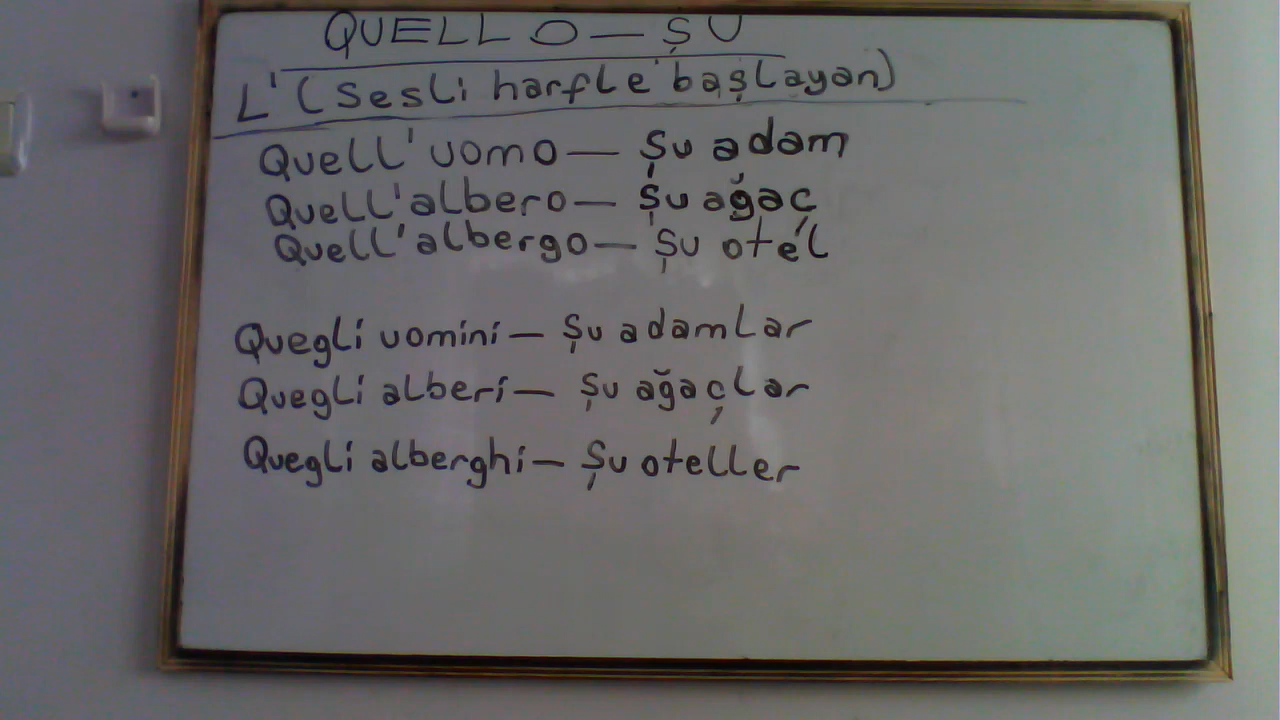 QUELLO — ŞU
L' (Sesli harfle başlayan)
Quell'uomo — Şu adam
Quell'albero — Şu ağaç
Quell'albergo — Şu otel
Quegli uomini — Şu adamlar
Quegli alberi — Şu ağaçlar
Quegli alberghi — Şu oteller